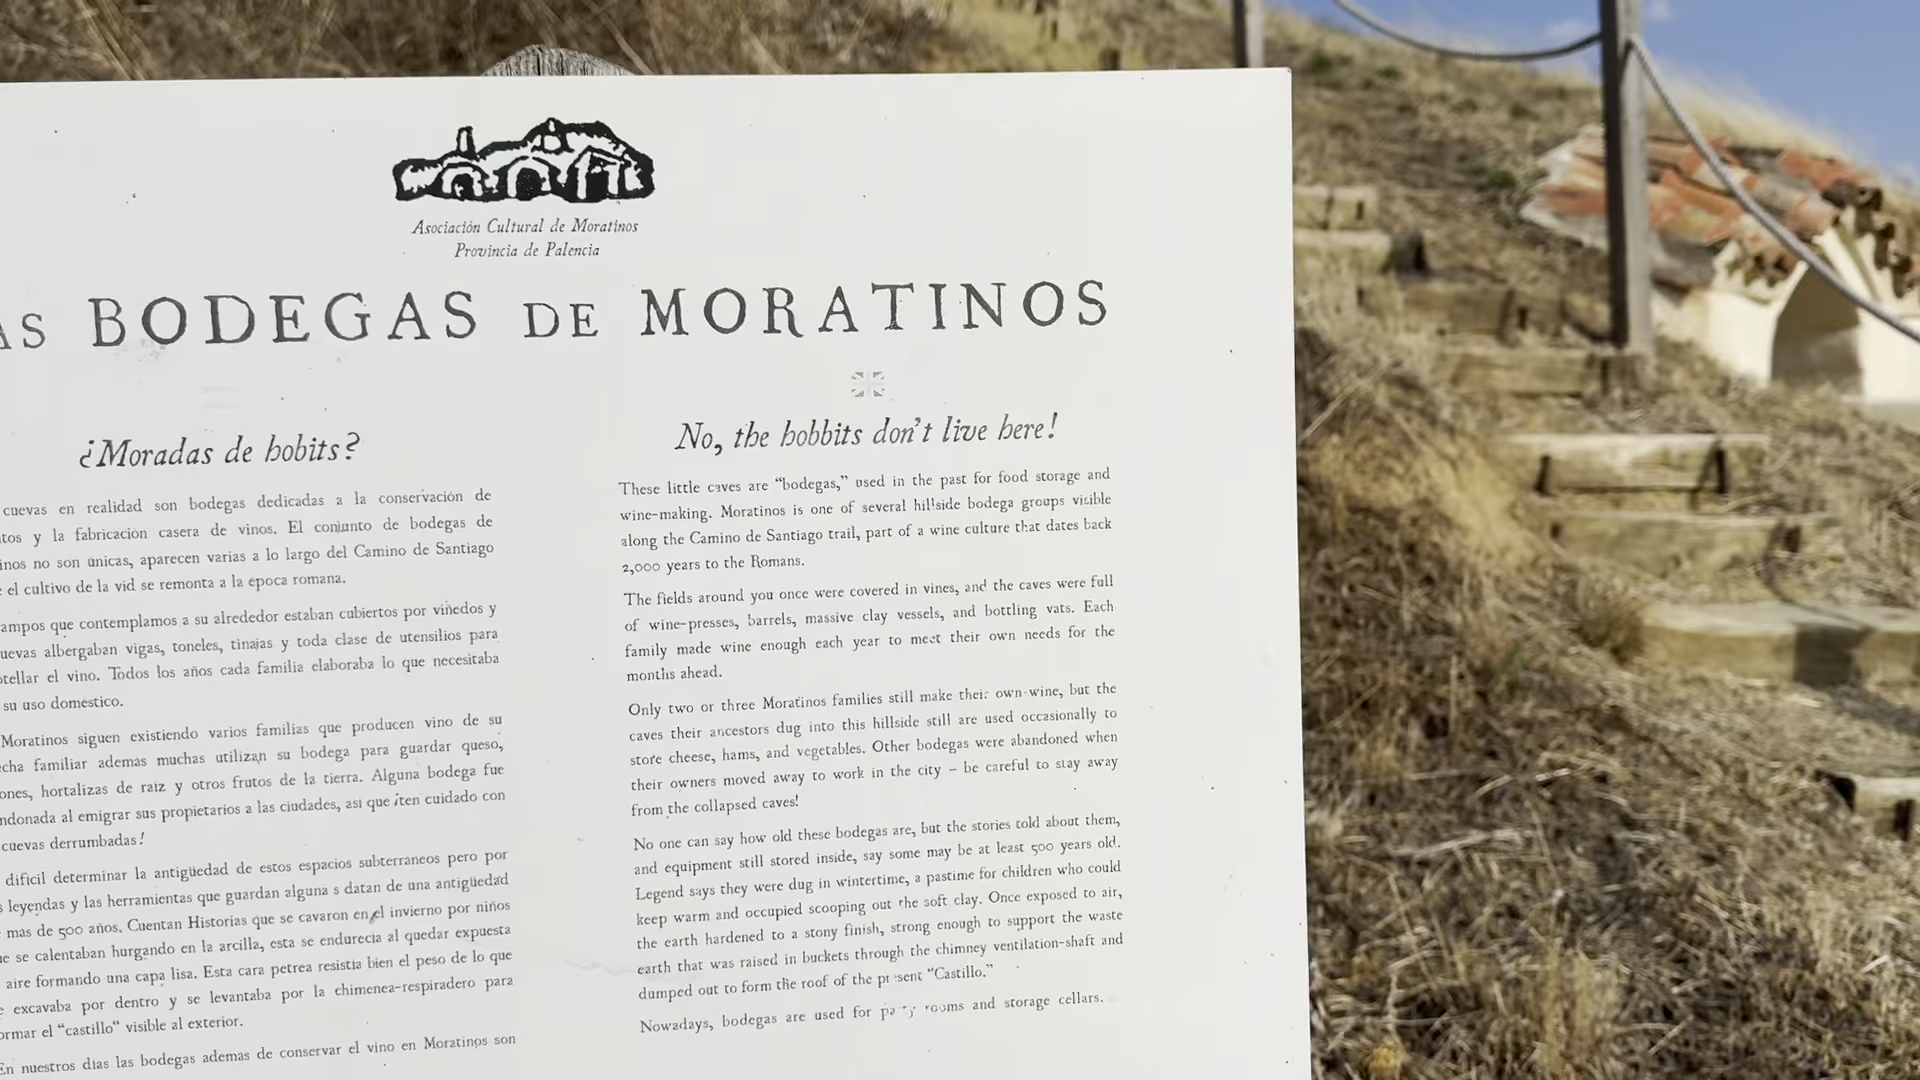 Asociación Cultural de Moratinos
Provincia de Palencia
AS BODEGAS DE MORATINOS
¿Moradas de hobits?
cuevas en realidad son bodegas dedicadas a la conservación de
y la fabricación casera de vinos. El conjunto de bodegas de
no son únicas, aparecen varias a lo largo del Camino de Santiago
el cultivo de la vid se remonta a la época romana.
que contemplamos a su alrededor estaban cubiertos por viñedos y
albergaban vigas, toneles, tinajas y toda clase de utensilios para
el vino. Todos los años cada familia elaboraba lo que necesitaba
su uso domestico.
Moratinos siguen existiendo varios familias que producen vino de su
familiar ademas muchas utilizan su bodega para guardar queso,
hortalizas de raiz y otros frutos de la tierra. Alguna bodega fue
al emigrar sus propietarios a las ciudades, asi que ¡ten cuidado con
cuevas derrumbadas!
dificil determinar la antigüedad de estos espacios subterraneos pero por
leyendas y las herramientas que guardan alguna s datan de una antigüedad
mas de 500 años. Cuentan Historias que se cavaron en el invierno por niños
se calentaban hurgando en la arcilla, esta se endurecia al quedar expuesta
aire formando una capa lisa. Esta cara petrea resistia bien el peso de lo que
excavaba por dentro y se levantaba por la chimenea-respiradero para
el “castillo“ visible al exterior.
En nuestros dias las bodegas ademas de conservar el vino en Moratinos son
No, the hobbits don't live here!
These little caves are “bodegas,” used in the past for food storage and
wine-making. Moratinos is one of several hillside bodega groups visible
along the Camino de Santiago trail, part of a wine culture that dates back
2,000 years to the Romans.
The fields around you once were covered in vines, and the caves were full
of wine-presses, barrels, massive clay vessels, and bottling vats. Each
family made wine enough each year to meet their own needs for the
months ahead.
Only two or three Moratinos families still make their own wine, but the
caves their ancestors dug into this hillside still are used occasionally to
store cheese, hams, and vegetables. Other bodegas were abandoned when
their owners moved away to work in the city – be careful to stay away
from the collapsed caves!
No one can say how old these bodegas are, but the stories told about them,
and equipment still stored inside, say some may be at least 500 years old.
Legend says they were dug in wintertime, a pastime for children who could
keep warm and occupied scooping out the soft clay. Once exposed to air,
the earth hardened to a stony finish, strong enough to support the waste
earth that was raised in buckets through the chimney ventilation-shaft and
dumped out to form the roof of the present “Castillo.”
Nowadays, bodegas are used for party rooms and storage cellars.